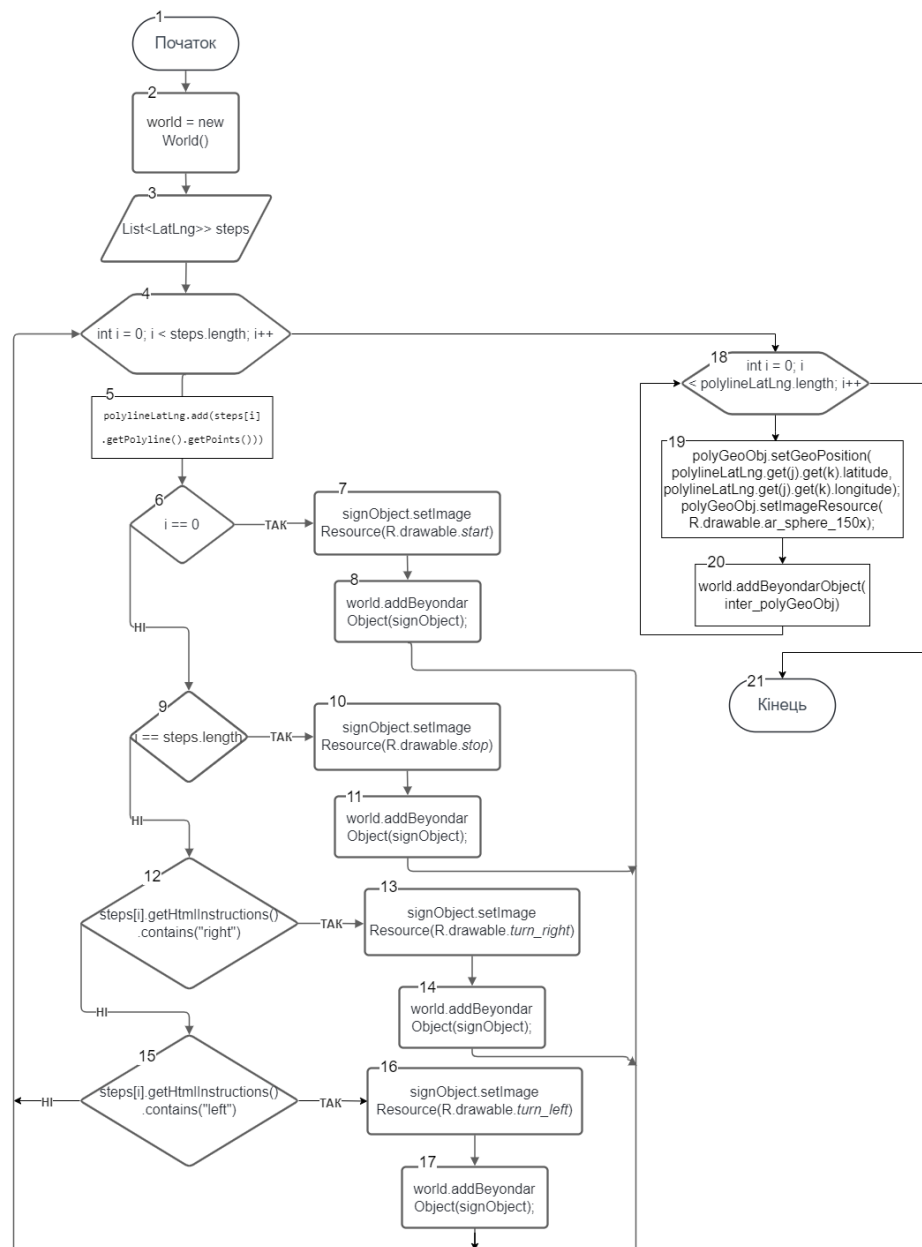 1
Початок
2
world = new
World()
3
List<LatLng>> steps
4
int i = 0; i < steps.length; i++
5
polylineLatLng.add(steps[i]
.getPolyline().getPoints()))
6
i == 0
ТАК
НІ
7
signObject.setImage
Resource(R.drawable.start)
8
world.addBeyondar
Object(signObject);
9
i == steps.length
ТАК
НІ
10
signObject.setImage
Resource(R.drawable.stop)
11
world.addBeyondar
Object(signObject);
12
steps[i].getHtmlInstructions()
.contains("right")
ТАК
НІ
13
signObject.setImage
Resource(R.drawable.turn_right)
14
world.addBeyondar
Object(signObject);
15
steps[i].getHtmlInstructions()
.contains("left")
НІ
ТАК
16
signObject.setImage
Resource(R.drawable.turn_left)
17
world.addBeyondar
Object(signObject);
18
int i = 0; i
< polylineLatLng.length; i++
19
polyGeoObj.setGeoPosition(
polylineLatLng.get(j).get(k).latitude,
polylineLatLng.get(j).get(k).longitude);
polyGeoObj.setImageResource(
R.drawable.ar_sphere_150x);
20
world.addBeyondarObject(
inter_polyGeoObj)
21
Кінець